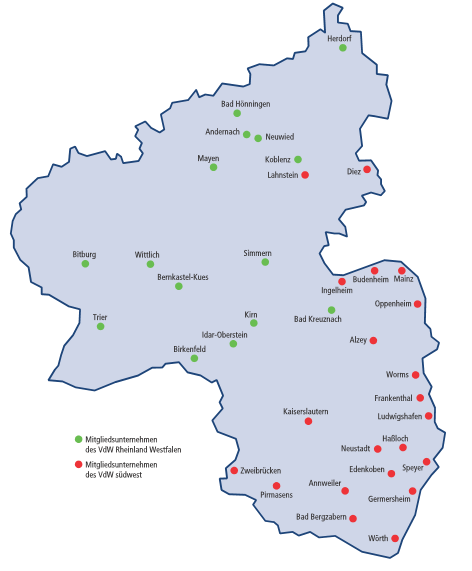 Herdorf
Bad Hönningen
Andernach
Neuwied
Mayen
Koblenz
Lahnstein
Diez
Bitburg
Wittlich
Simmern
Bernkastel-Kues
Ingelheim
Budenheim
Mainz
Oppenheim
Trier
Kirn
Bad Kreuznach
Idar-Oberstein
Birkenfeld
Alzey
Worms
Frankenthal
Kaiserslautern
Ludwigshafen
Mitgliedsunternehmen
des VdW Rheinland Westfalen
Mitgliedsunternehmen
des VdW südwest
Haßloch
Neustadt
Zweibrücken
Edenkoben
Speyer
Pirmasens
Annweiler
Germersheim
Bad Bergzabern
Wörth